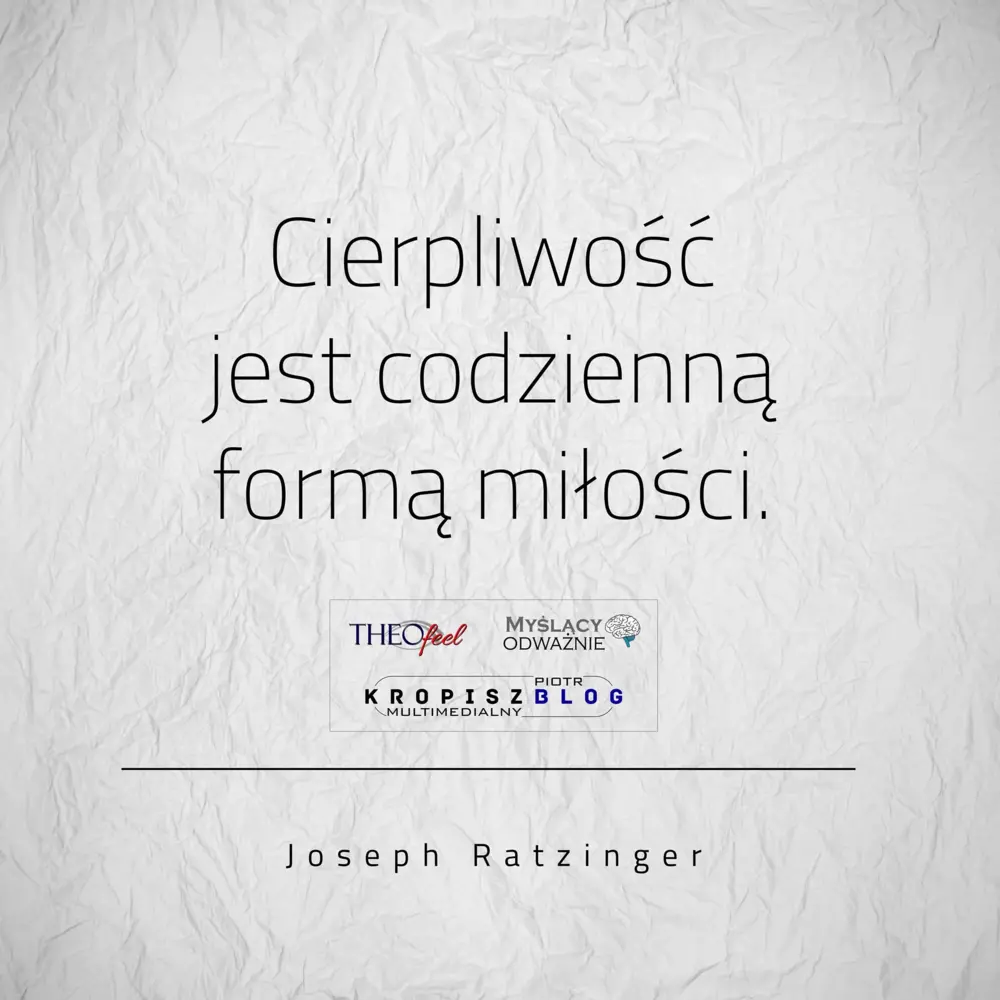 Cierpliwość
jest codzienną
formą miłości.
THEOfeel
MYŚLĄCY
ODWAŻNIE
PIOTR
KROPISZ BLOG
MULTIMEDIALNY
Joseph Ratzinger